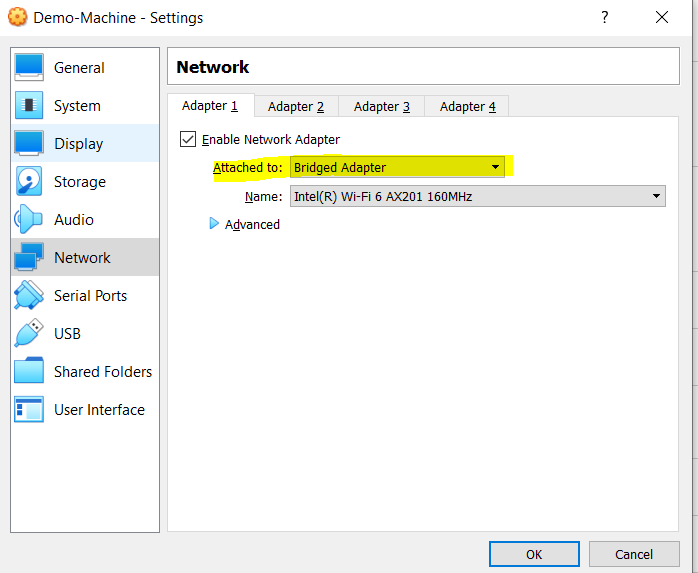 Demo-Machine - Settings
?
General
System
Display
Storage
Audio
Network
Serial Ports
USB
Shared Folders
User Interface
Network
Adapter 1 Adapter 2 Adapter 3 Adapter 4
Enable Network Adapter
Attached to: Bridged Adapter
Name: Intel(R) Wi-Fi 6 AX201 160MHz
Advanced
OK Cancel